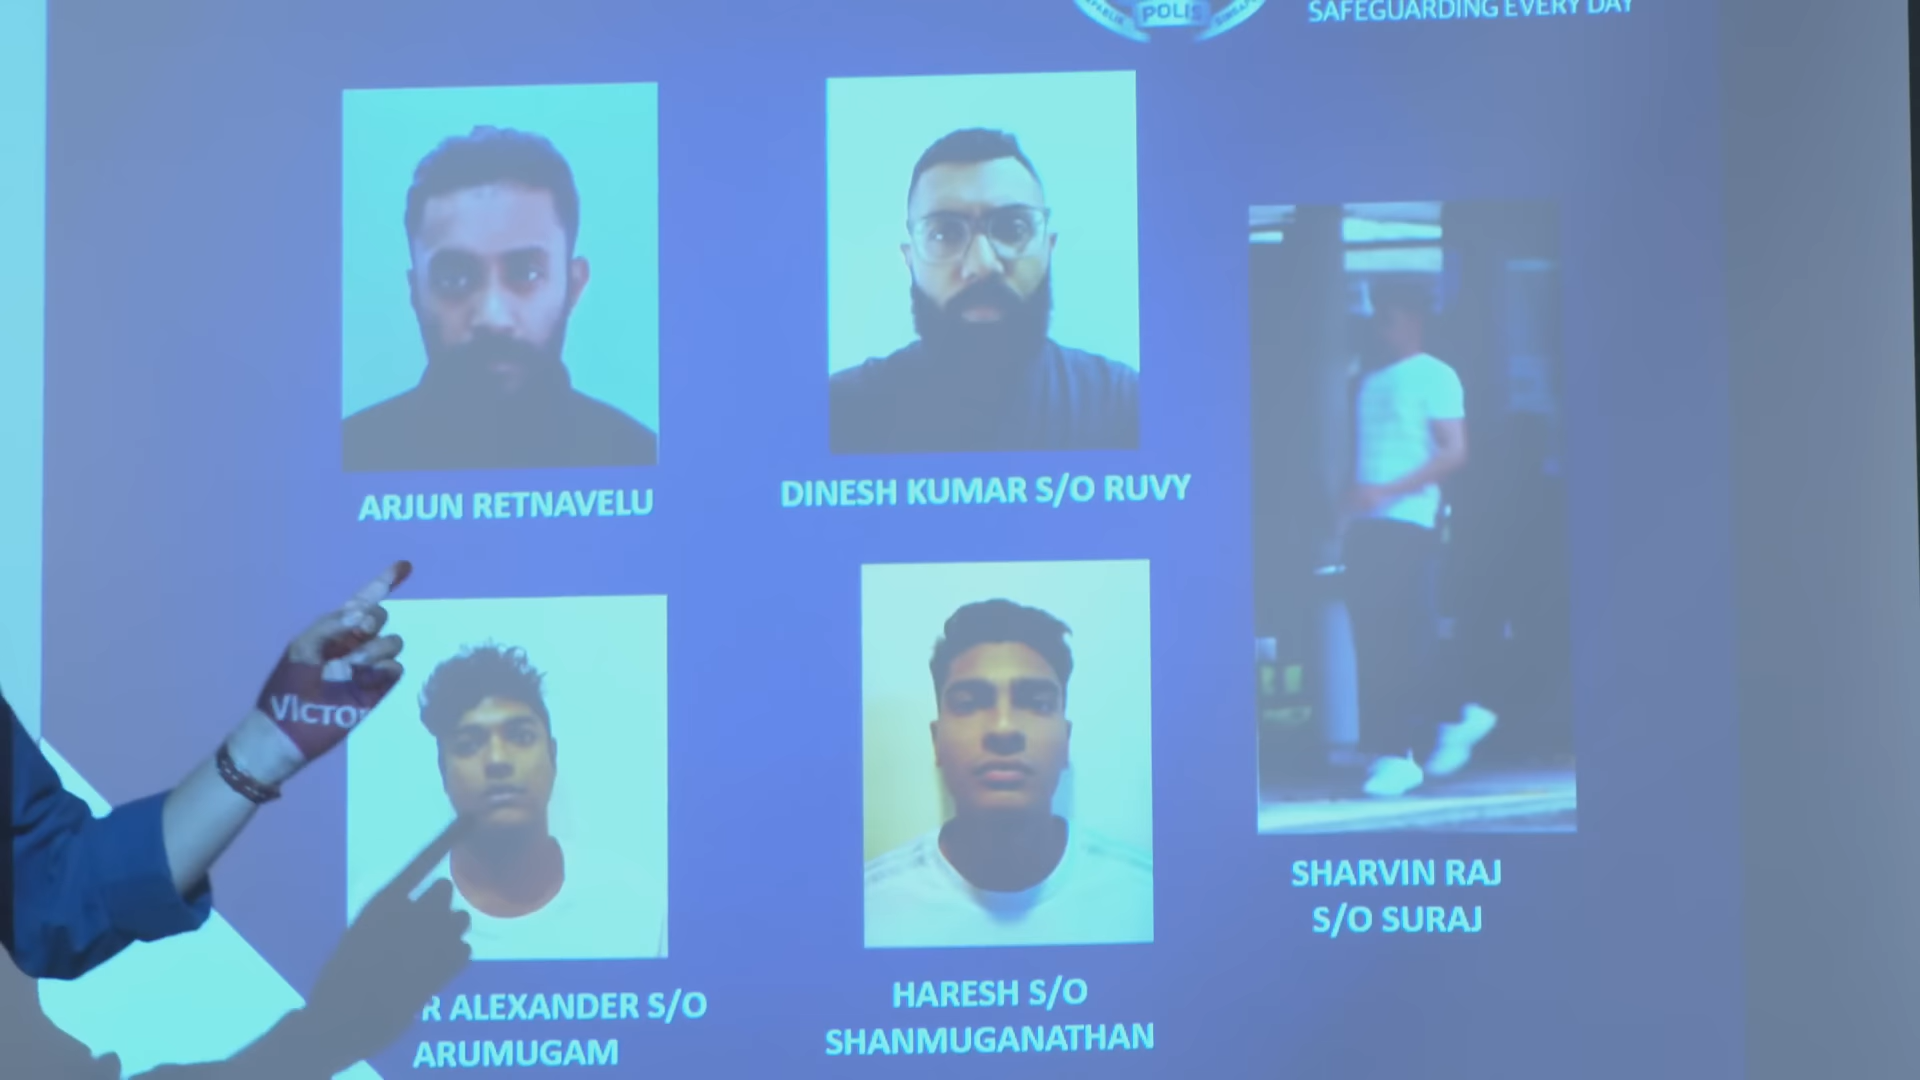 POLIS
SAFEGUARDING EVERY DAY
ARJUN RETNAVELU
DINESH KUMAR S/O RUVY
VICTO
R ALEXANDER S/O
ARUMUGAM
HARESH S/O
SHANMUGANATHAN
SHARVIN RAJ
S/O SURAJ